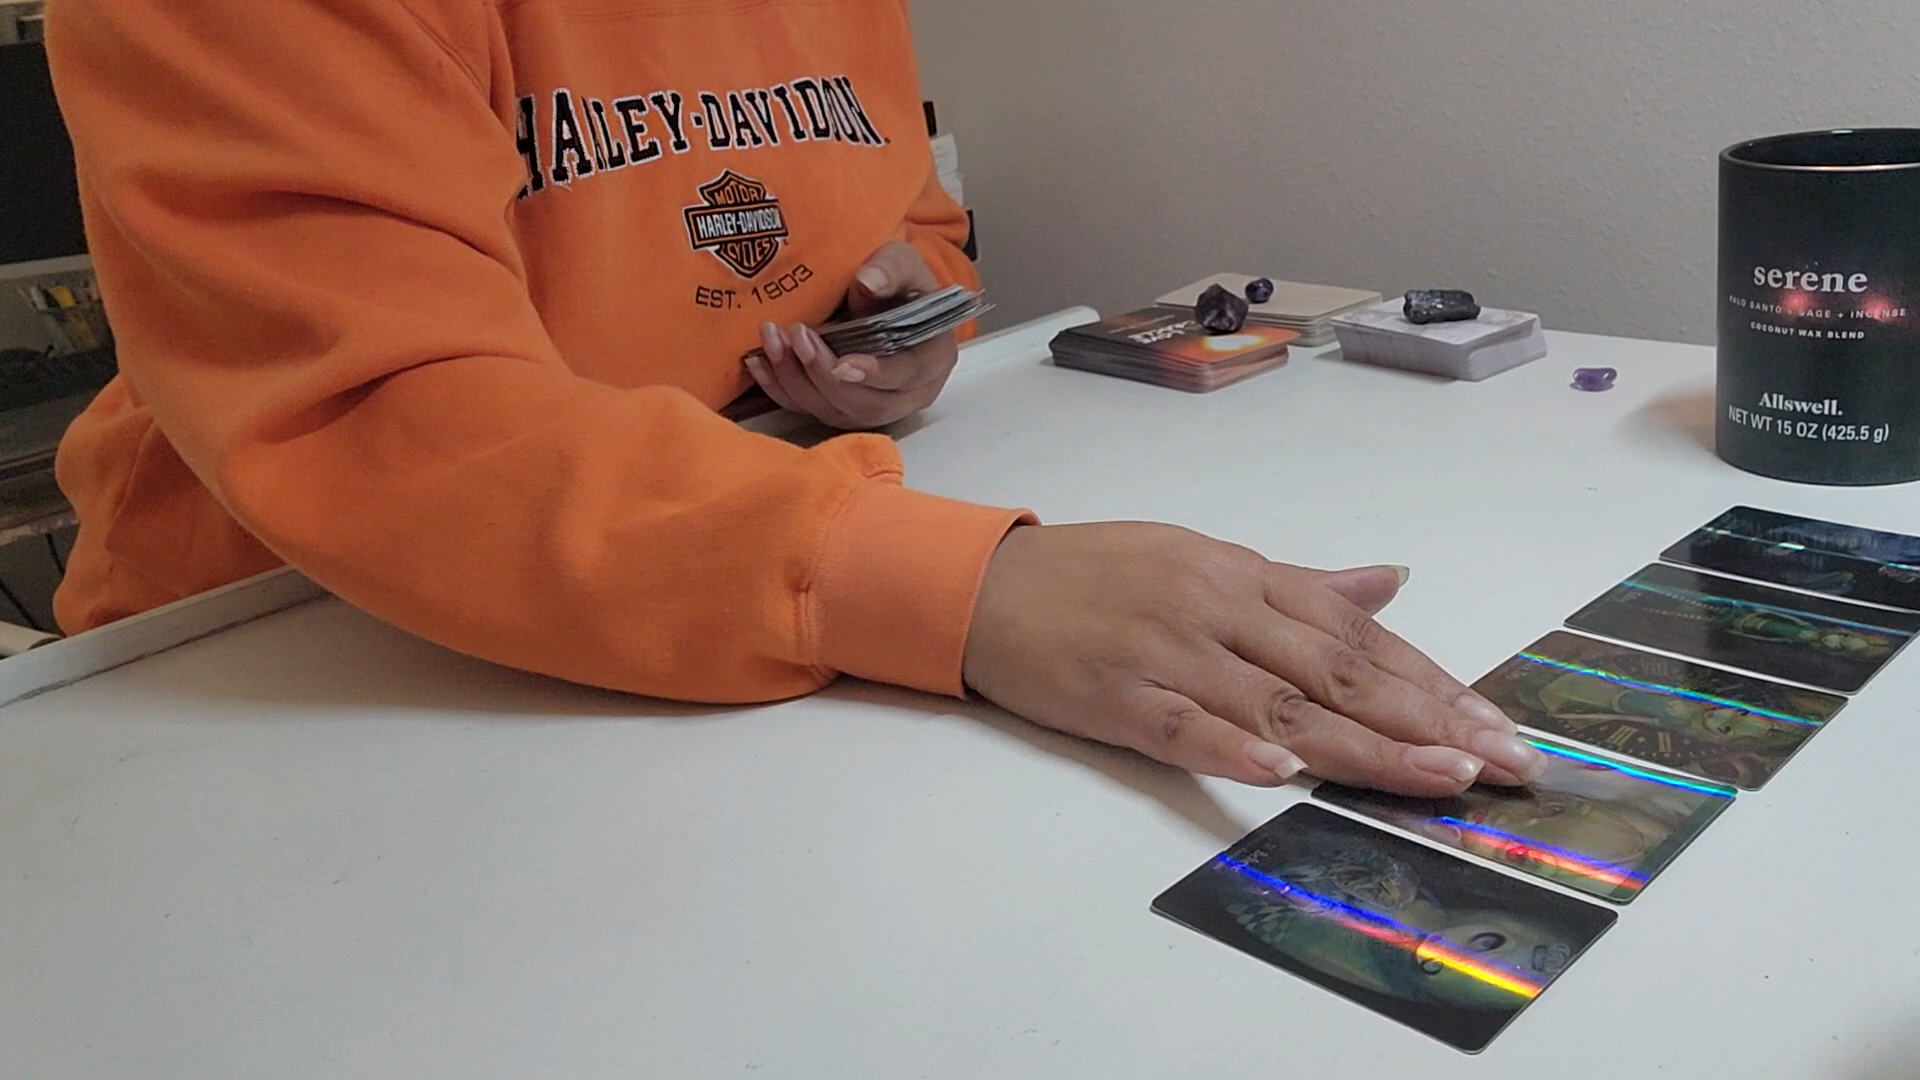 HARLEY-DAVIDSON
MOTOR
HARLEY-DAVIDSON
CYCLES
EST. 1903
serene
PALO SANTO + SAGE + INCENSE
COCONUT WAX BLEND
Allswell.
NET WT 15 OZ (425.5 g)